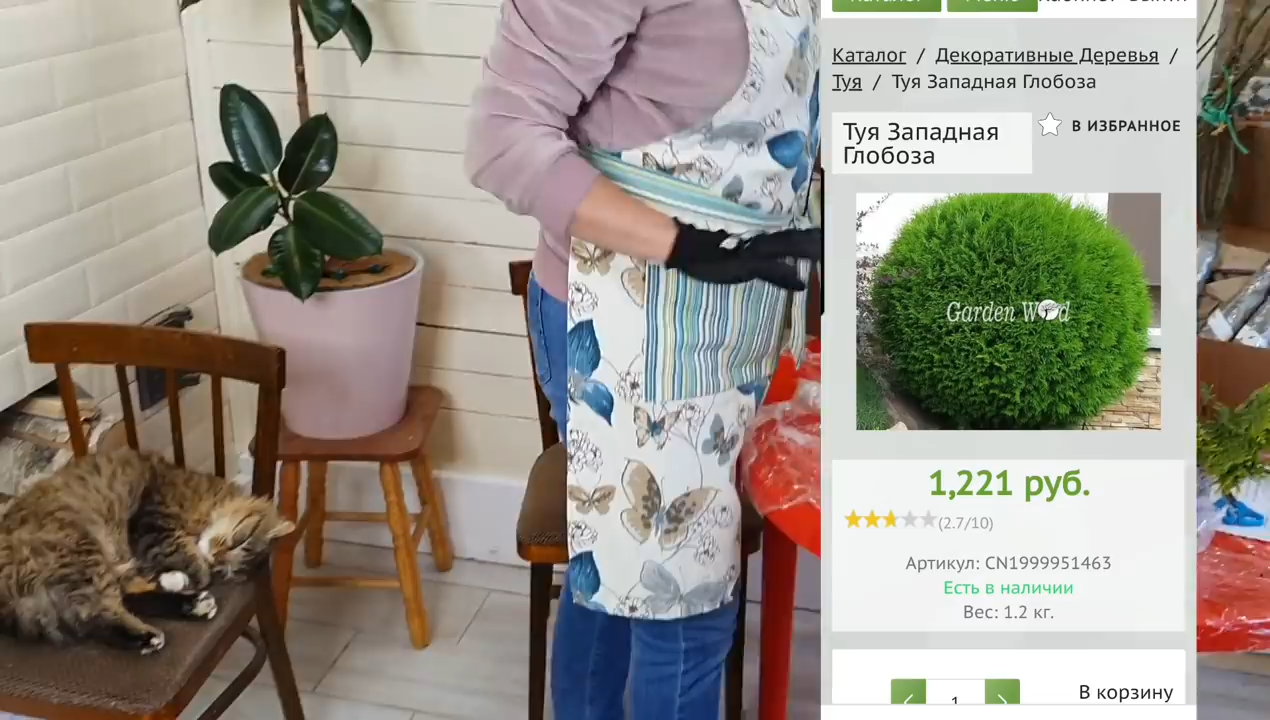 Каталог / Декоративные Деревья /
Туя / Туя Западная Глобоза
Туя Западная
Глобоза
В ИЗБРАННОЕ
Garden W d
1,221 руб.
(2.7/10)
Артикул: CN1999951463
Есть в наличии
Вес: 1.2 кг.
1
В корзину